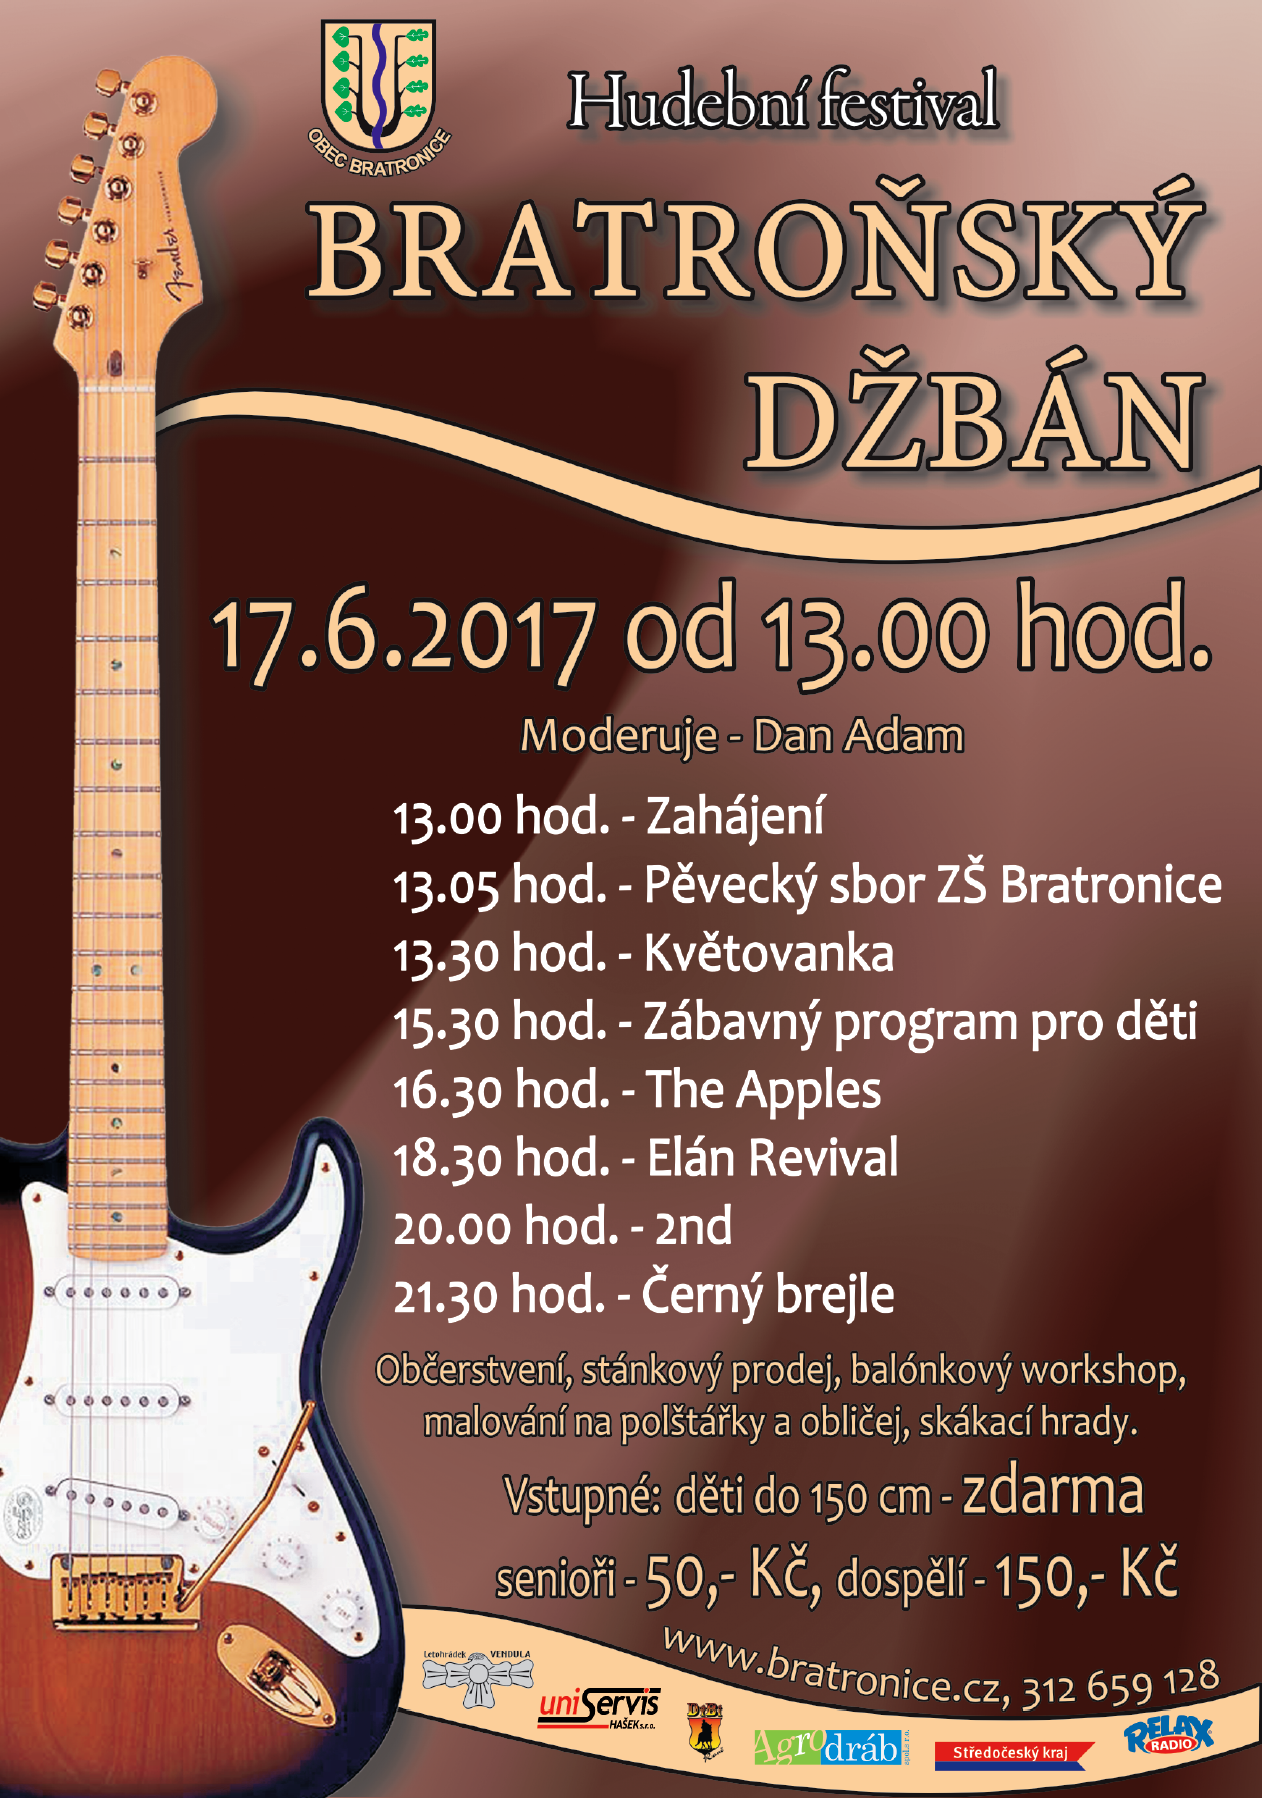 OBEC BRATRONICE
Hudební festival
BRATROŇSKÝ
DŽBÁN
Fender
17.6.2017 od 13.00 hod.
Moderuje - Dan Adam
13.00 hod. - Zahájení
13.05 hod. - Pěvecký sbor ZŠ Bratronice
13.30 hod. - Květovanka
15.30 hod. - Zábavný program pro děti
16.30 hod. - The Apples
18.30 hod. - Elán Revival
20.00 hod. - 2nd
21.30 hod. - Černý brejle
Občerstvení, stánkový prodej, balónkový workshop,
malování na polštářky a obličej, skákací hrady.
Vstupné: děti do 150 cm - zdarma
senioři - 50,- Kč, dospělí - 150,- Kč
www.bratronice.cz, 312 659 128
Letohrádek VENDULA
uniServis
HAŠEK s.r.o.
DiBi
Agrodráb
Středočeský kraj
RELAX
RADIO